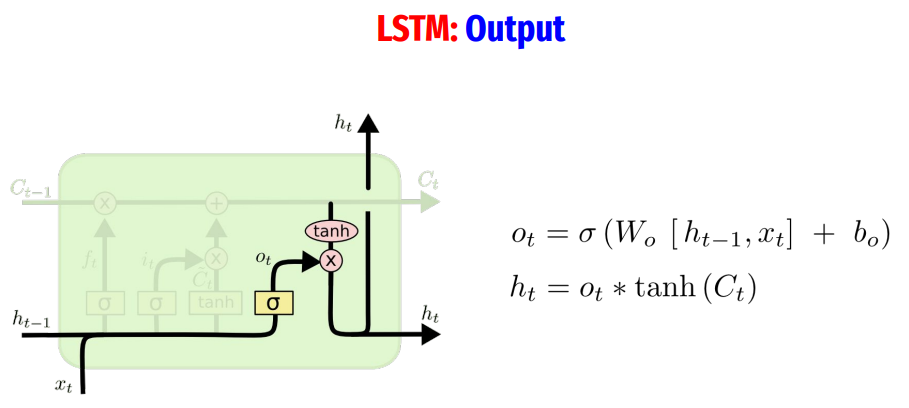 LSTM: Output
h_t
C_{t-1}
C_t
x
+
tanh
f_t
i_t
C̃_t
x
o_t
x
σ
σ
tanh
σ
h_{t-1}
h_t
x_t
o_t = σ(W_o [h_{t-1}, x_t] + b_o)
h_t = o_t * tanh(C_t)